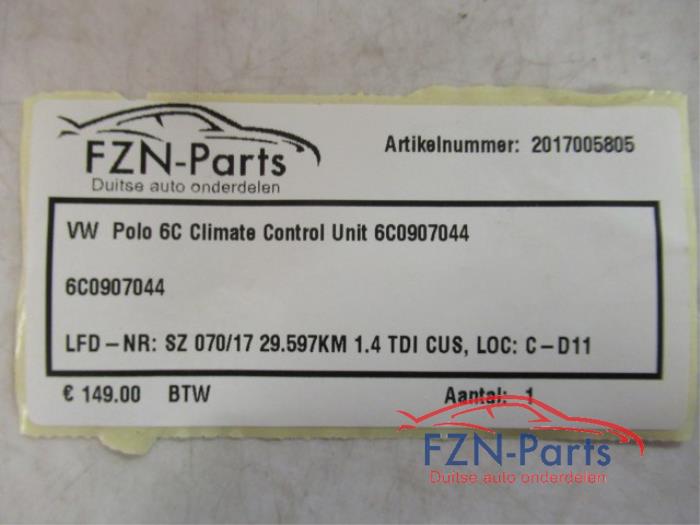 FZN-Parts
Duitse auto onderdelen
Artikelnummer: 2017005805
VW Polo 6C Climate Control Unit 6C0907044
6C0907044
LFD-NR: SZ 070/17 29.597KM 1.4 TDI CUS, LOC: C-D11
€ 149.00 BTW Aantal: 1
FZN-Parts
Duitse auto onderdelen